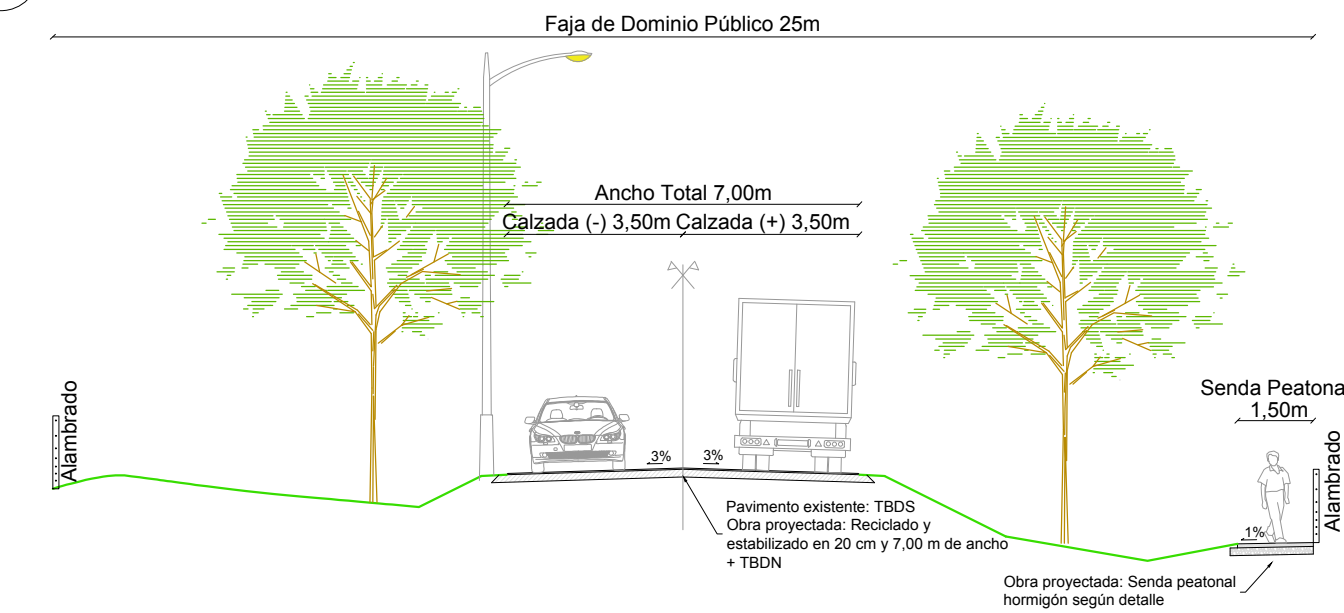 Faja de Dominio Público 25m
Ancho Total 7,00m
Calzada (-) 3,50m Calzada (+) 3,50m
Senda Peatona
1,50m
Alambrado
Alambrado
3% 3%
1%
Pavimento existente: TBDS
Obra proyectada: Reciclado y
estabilizado en 20 cm y 7,00 m de ancho
+ TBDN
Obra proyectada: Senda peatonal
hormigón según detalle